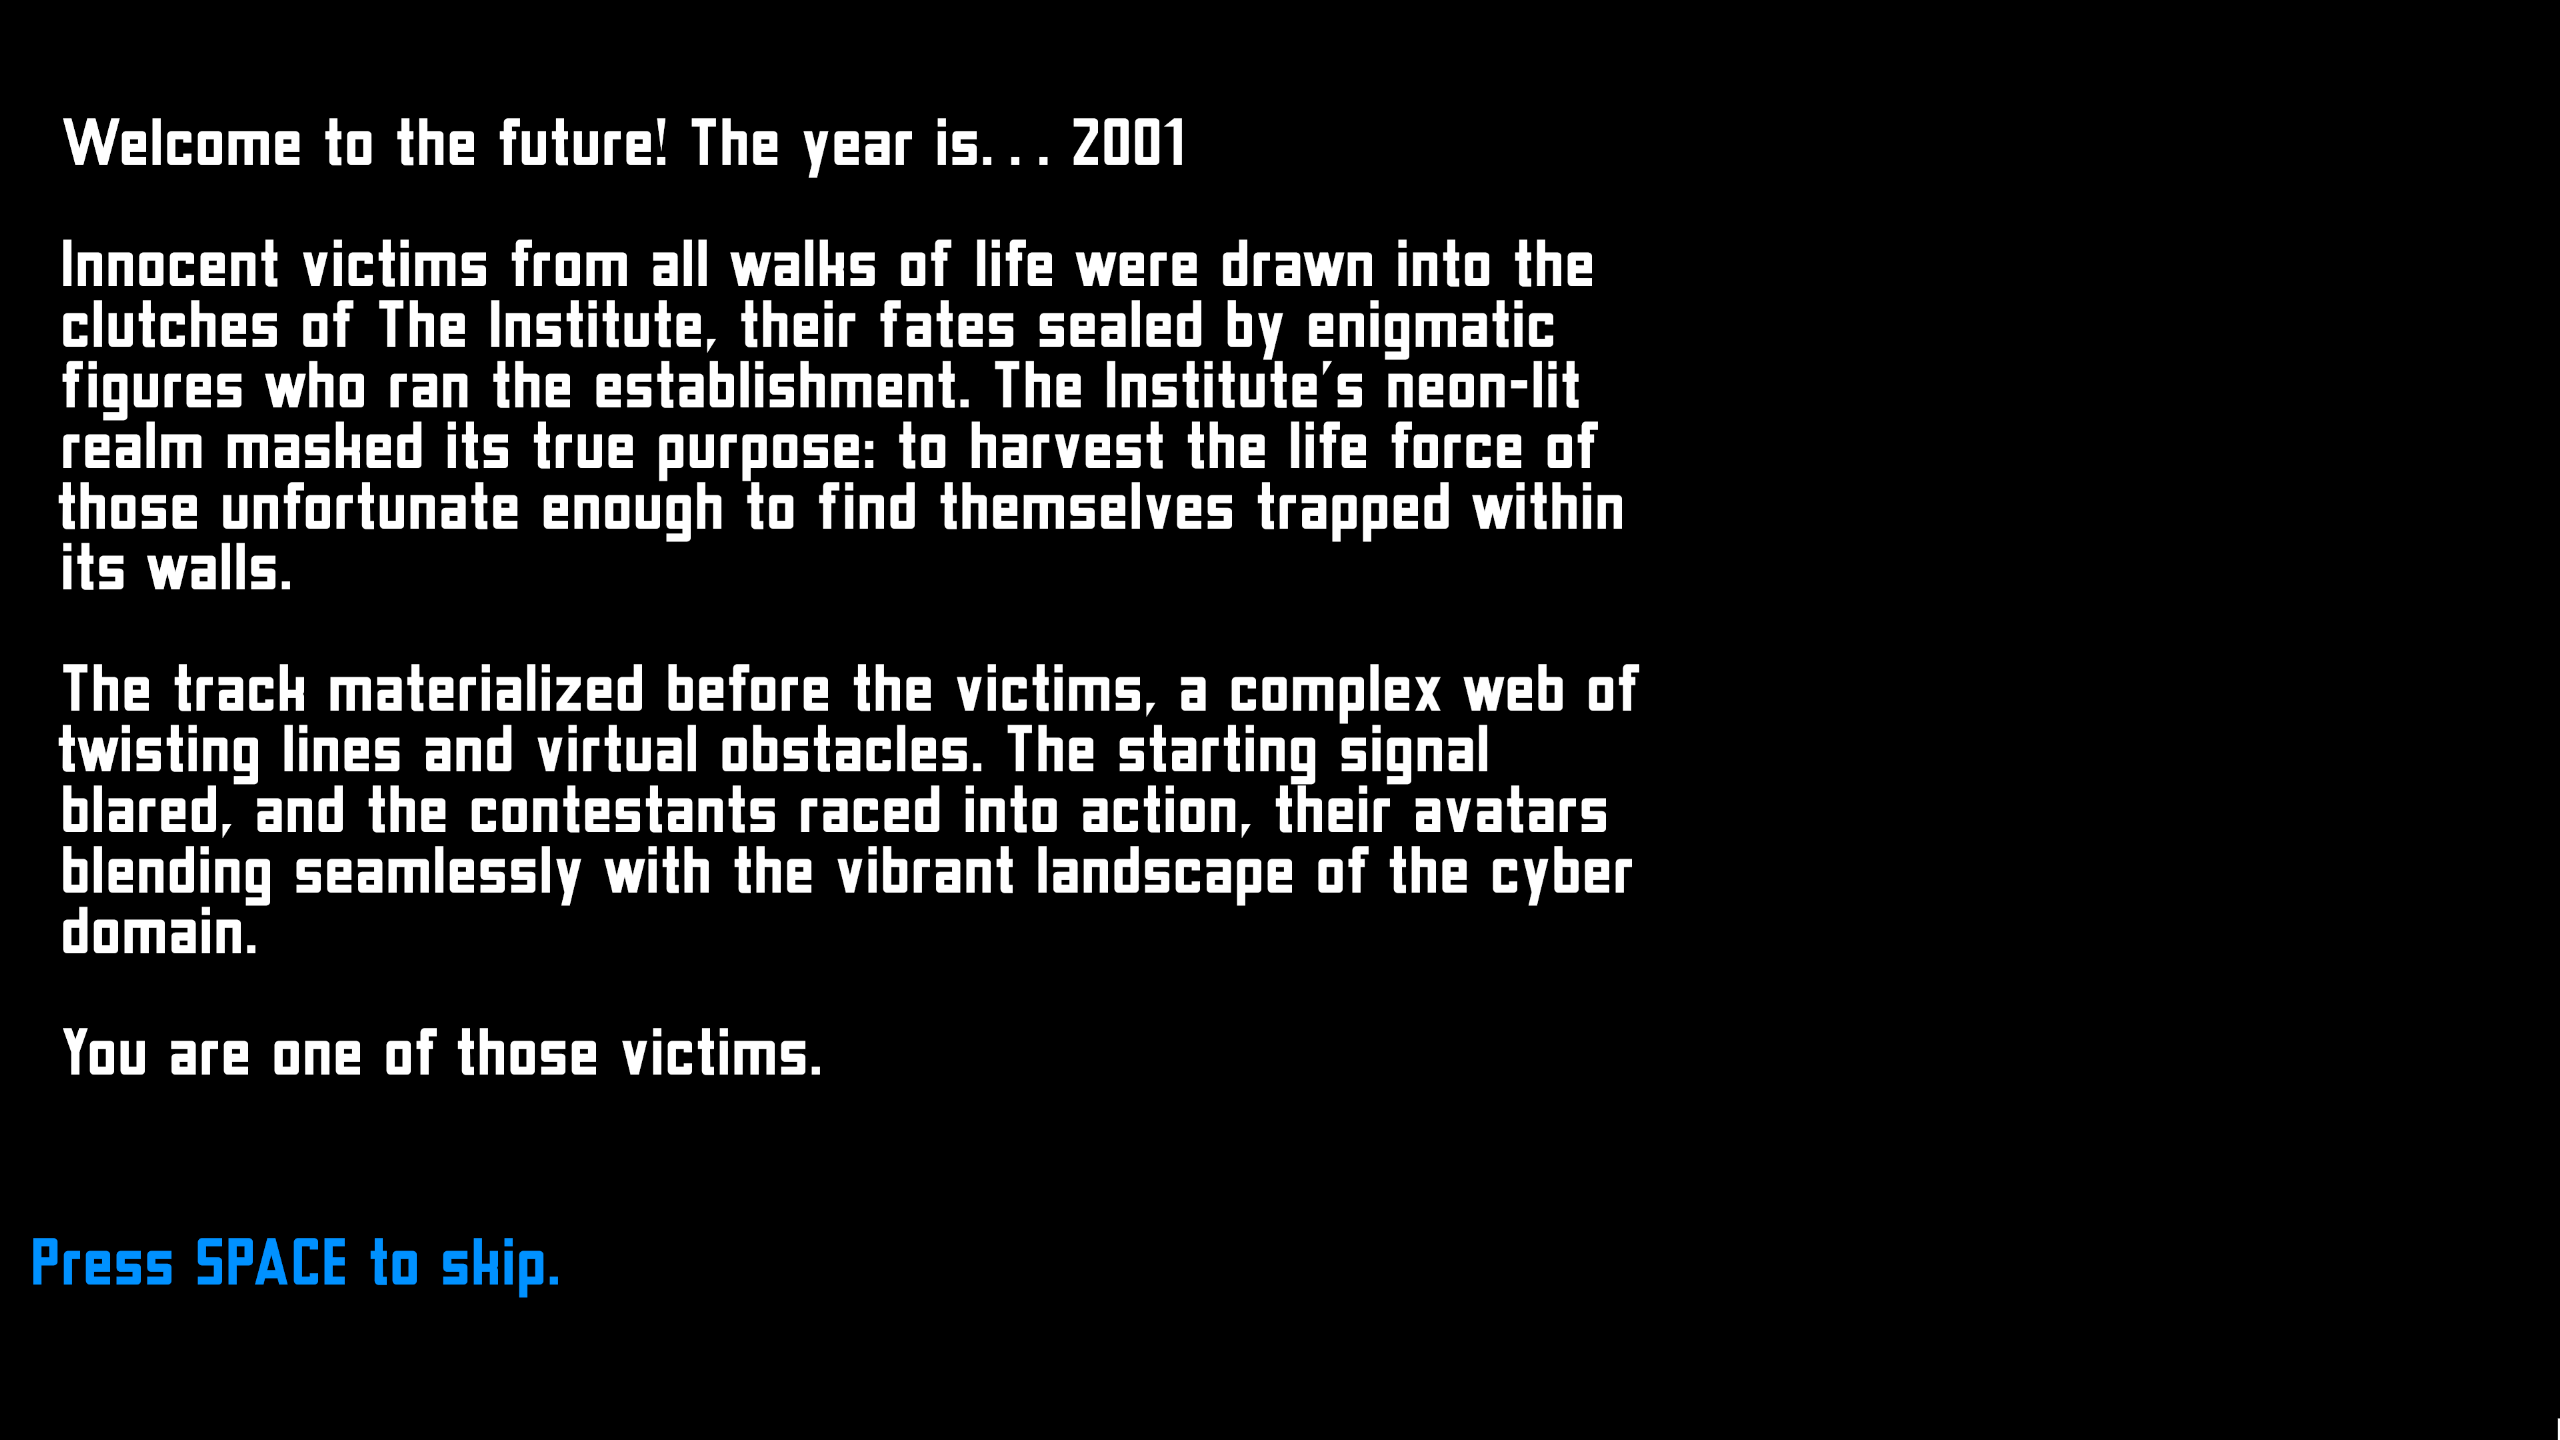 Welcome to the future! The year is... 2001
Innocent victims from all walks of life were drawn into the
clutches of The Institute, their fates sealed by enigmatic
figures who ran the establishment. The Institute's neon-lit
realm masked its true purpose: to harvest the life force of
those unfortunate enough to find themselves trapped within
its walls.
The track materialized before the victims, a complex web of
twisting lines and virtual obstacles. The starting signal
blared, and the contestants raced into action, their avatars
blending seamlessly with the vibrant landscape of the cyber
domain.
You are one of those victims.
Press SPACE to skip.